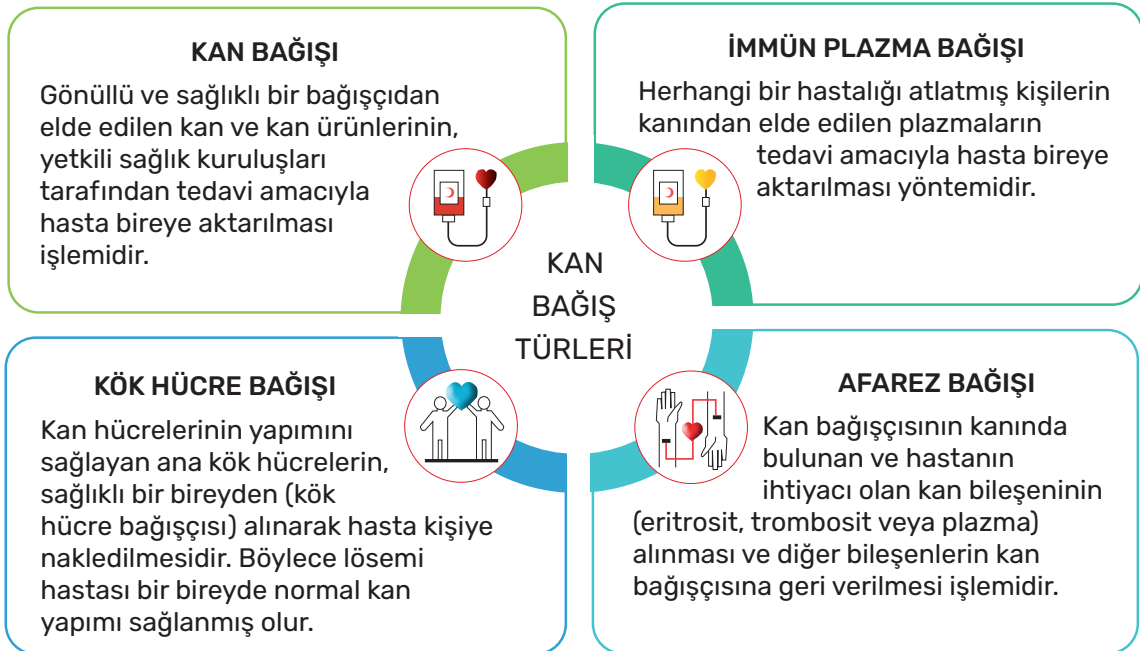 KAN BAĞIŞI
Gönüllü ve sağlıklı bir bağışçıdan
elde edilen kan ve kan ürünlerinin,
yetkili sağlık kuruluşları
tarafından tedavi amacıyla
hasta bireye aktarılması
işlemidir.
İMMÜN PLAZMA BAĞIŞI
Herhangi bir hastalığı atlatmış kişilerin
kanından elde edilen plazmaların
tedavi amacıyla hasta bireye
aktarılması yöntemidir.
KAN
BAĞIŞ
TÜRLERİ
KÖK HÜCRE BAĞIŞI
Kan hücrelerinin yapımını
sağlayan ana kök hücrelerin,
sağlıklı bir bireyden (kök
hücre bağışçısı) alınarak hasta kişiye
nakledilmesidir. Böylece lösemi
hastası bir bireyde normal kan
yapımı sağlanmış olur.
AFAREZ BAĞIŞI
Kan bağışçısının kanında
bulunan ve hastanın
ihtiyacı olan kan bileşeninin
(eritrosit, trombosit veya plazma)
alınması ve diğer bileşenlerin kan
bağışçısına geri verilmesi işlemidir.